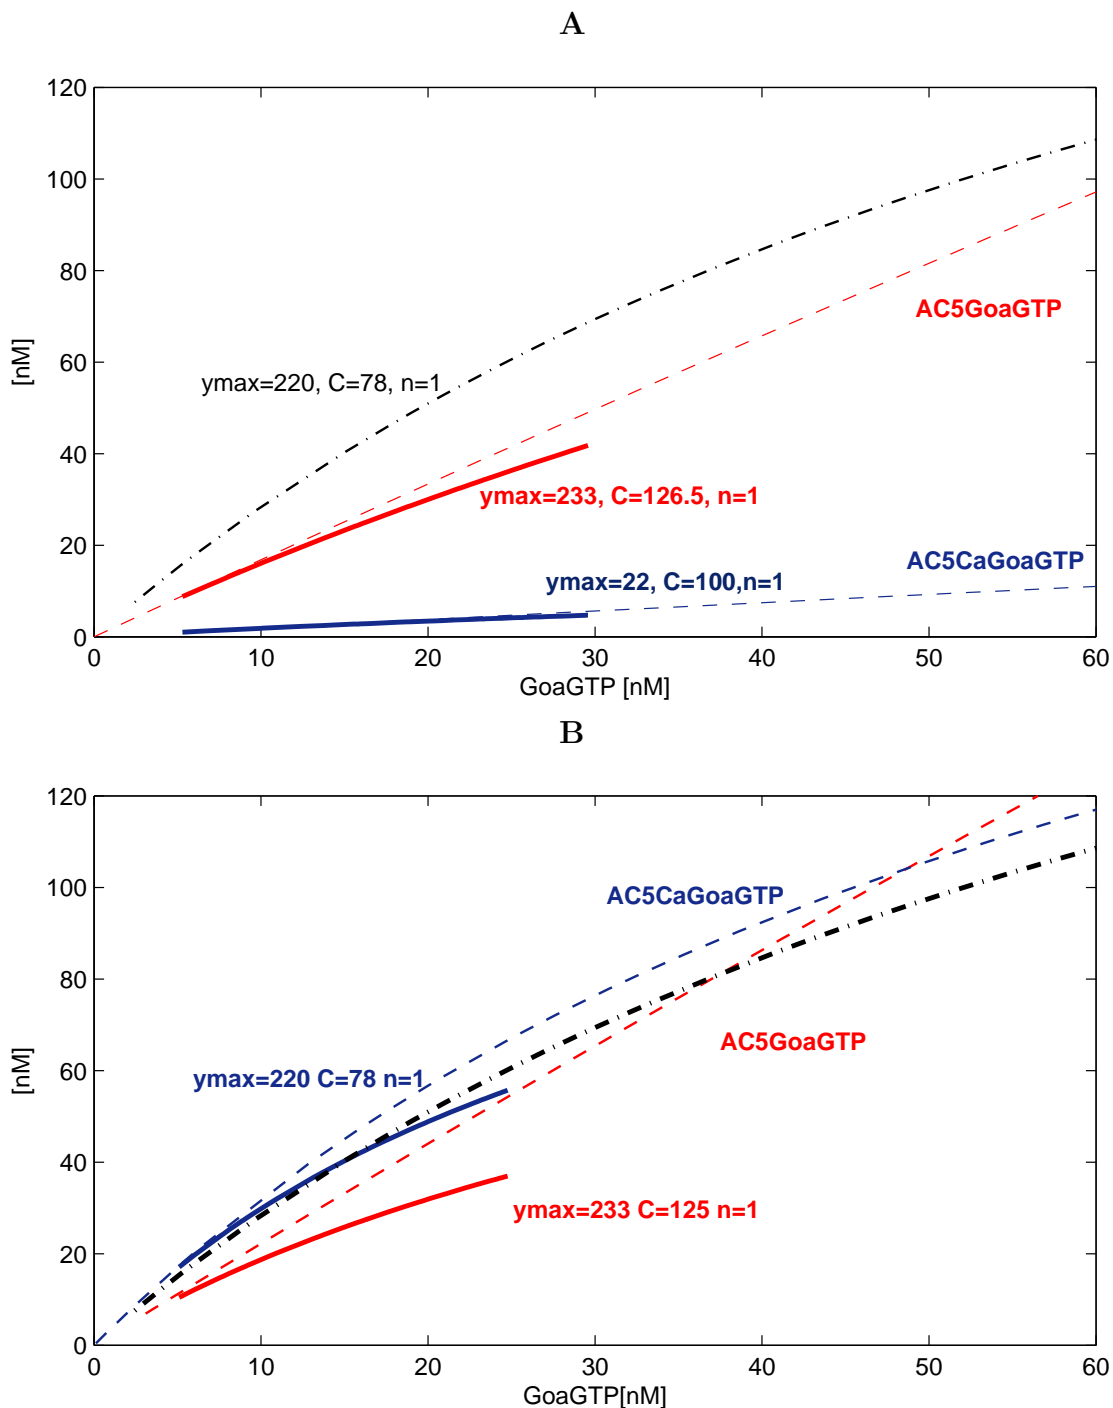 A
120
100
80
60
40
20
0
[nM]
AC5GoaGTP
ymax=220, C=78, n=1
ymax=233, C=126.5, n=1
AC5CaGoaGTP
ymax=22, C=100,n=1
0 10 20 30 40 50 60
GoaGTP [nM]
B
120
100
80
60
40
20
0
[nM]
AC5CaGoaGTP
AC5GoaGTP
ymax=220 C=78 n=1
ymax=233 C=125 n=1
0 10 20 30 40 50 60
GoaGTP[nM]